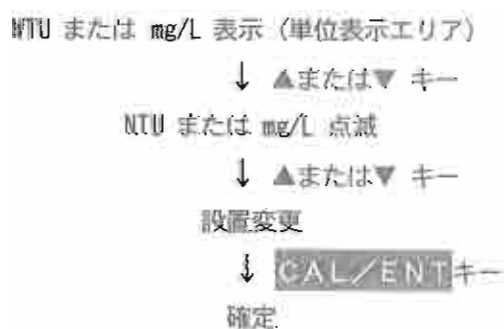 NTU または mg/L 表示 (単位表示エリア)
↓ ▲または▼ キー
NTU または mg/L 点滅
↓ ▲または▼ キー
設置変更
↓ CAL/ENTキー
確定